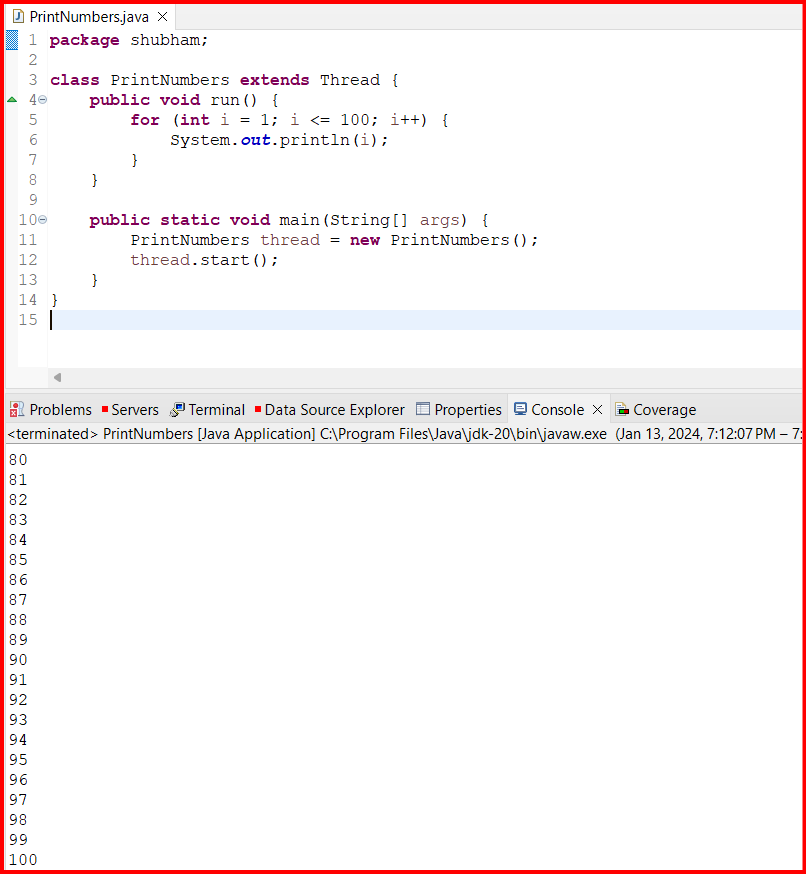 PrintNumbers.java
1 package shubham;
2
3 class PrintNumbers extends Thread {
4 public void run() {
5 for (int i = 1; i <= 100; i++) {
6 System.out.println(i);
7 }
8 }
9
10 public static void main(String[] args) {
11 PrintNumbers thread = new PrintNumbers();
12 thread.start();
13 }
14 }
15
Problems Servers Terminal Data Source Explorer Properties Console Coverage
<terminated> PrintNumbers [Java Application] C:\Program Files\Java\jdk-20\bin\javaw.exe (Jan 13, 2024, 7:12:07 PM – 7:
80
81
82
83
84
85
86
87
88
89
90
91
92
93
94
95
96
97
98
99
100